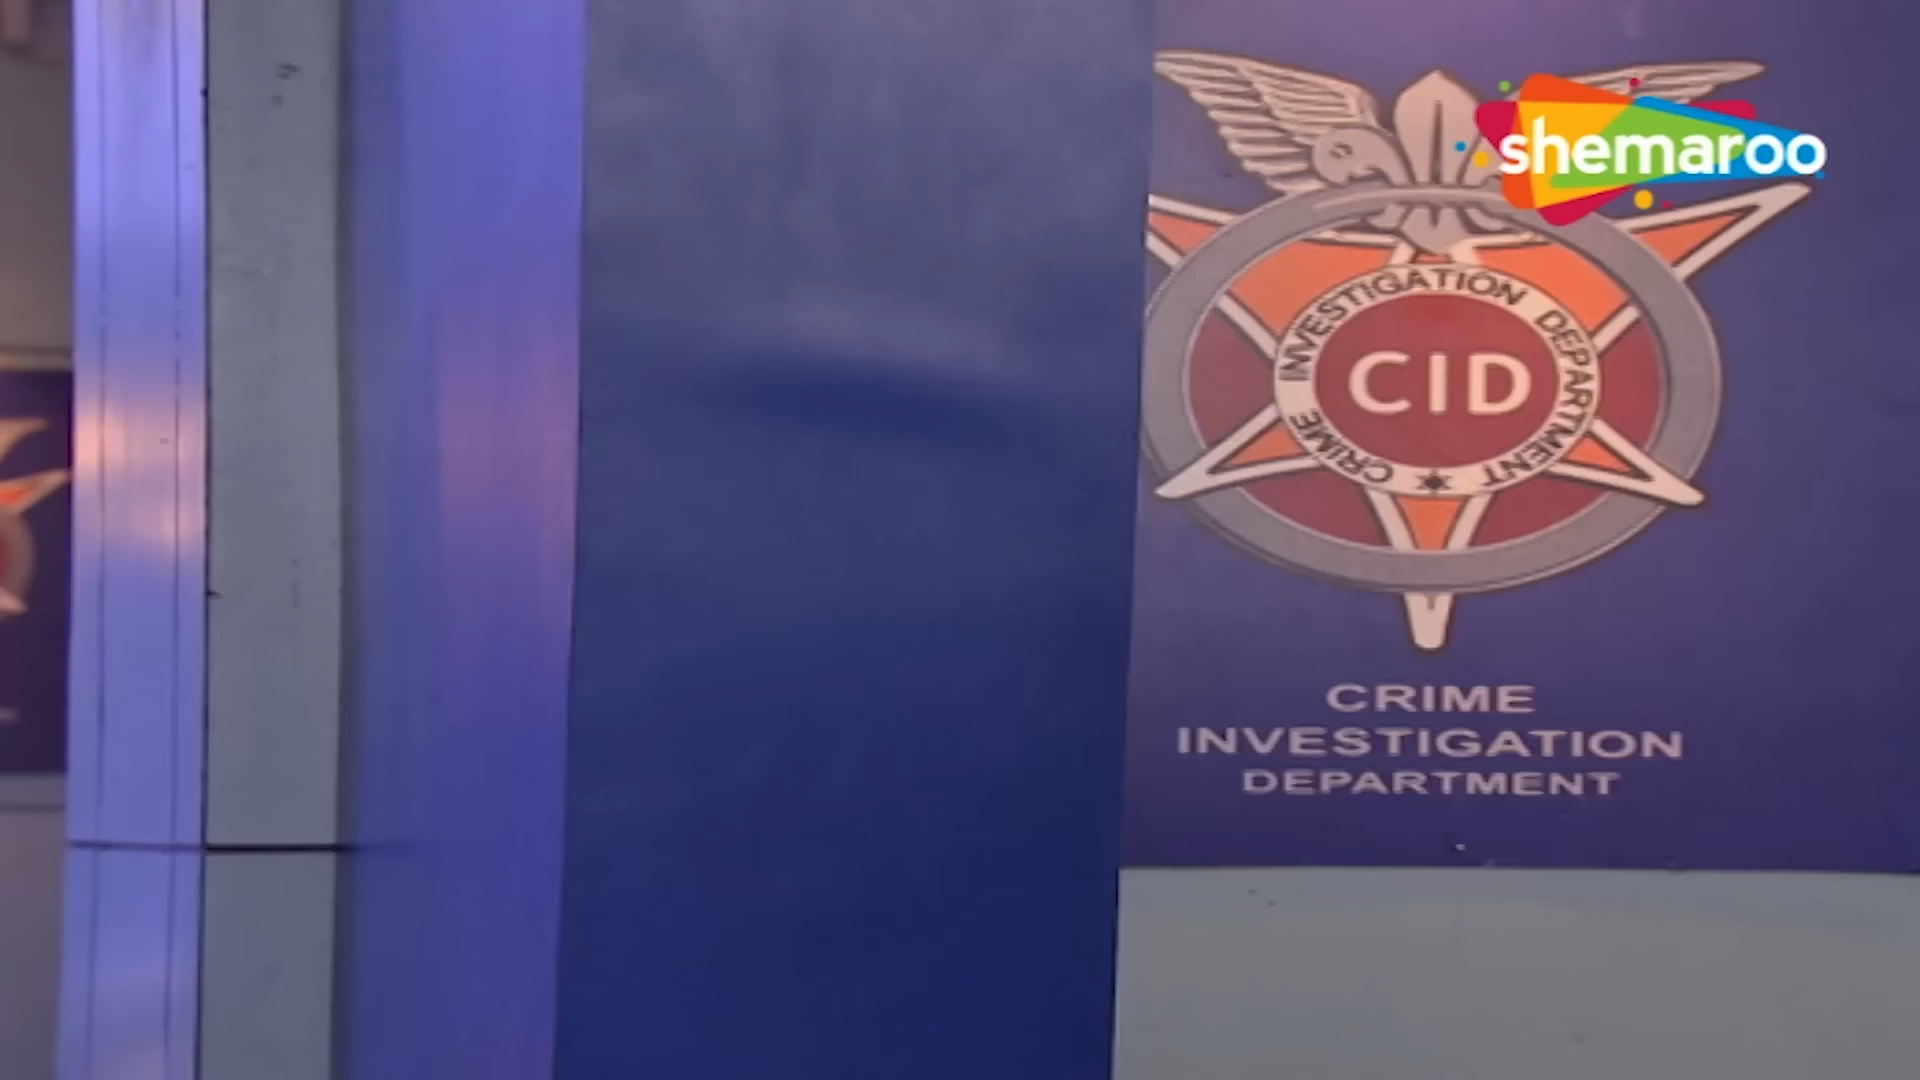 shemaroo
CRIME INVESTIGATION DEPARTMENT
CID
CRIME
INVESTIGATION
DEPARTMENT